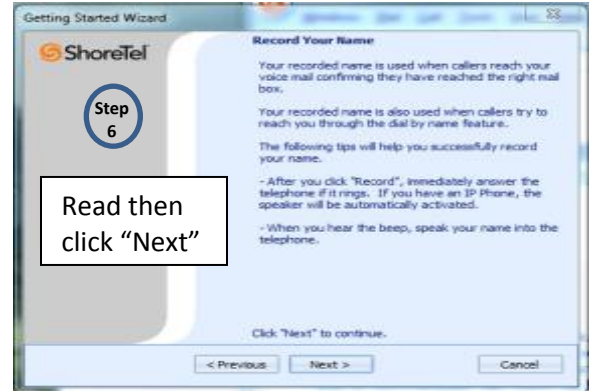 Getting Started Wizard
ShoreTel
Step
6
Read then
click “Next”
Record Your Name
Your recorded name is used when callers reach your
voice mail confirming they have reached the right mail
box.
Your recorded name is also used when callers try to
reach you through the dial by name feature.
The following tips will help you successfully record
your name.
- After you click "Record", immediately answer the
telephone if it rings.  If you have an IP Phone, the
speaker will be automatically activated.
- When you hear the beep, speak your name into the
telephone.
Click "Next" to continue.
< Previous
Next >
Cancel